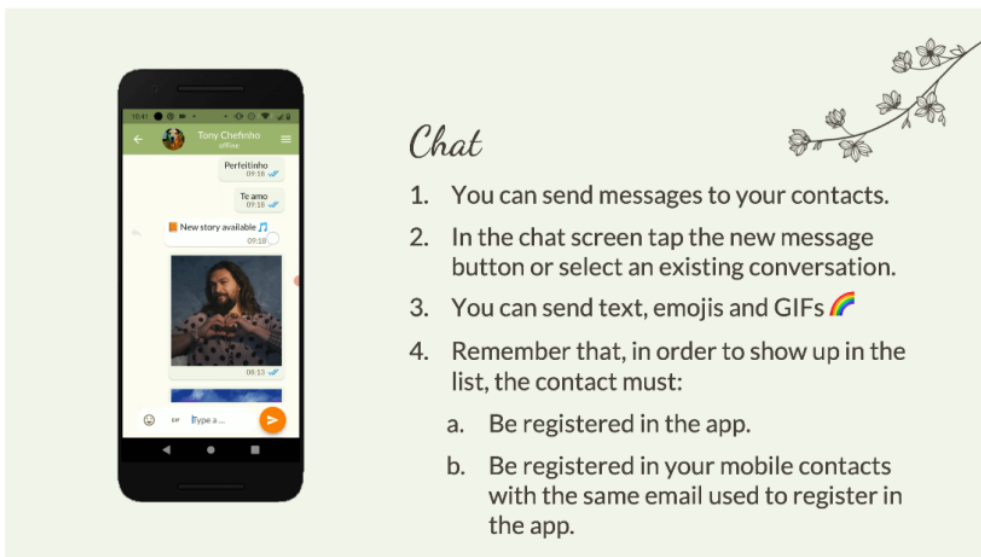 10:41
Tony Chefinho
offline
Perfeitinho
09:18
Te amo
09:18
📙 New story available 🎵
09:18
08:13
GIF Type a ...
Chat
1. You can send messages to your contacts.
2. In the chat screen tap the new message
button or select an existing conversation.
3. You can send text, emojis and GIFs 🌈
4. Remember that, in order to show up in the
list, the contact must:
a. Be registered in the app.
b. Be registered in your mobile contacts
with the same email used to register in
the app.